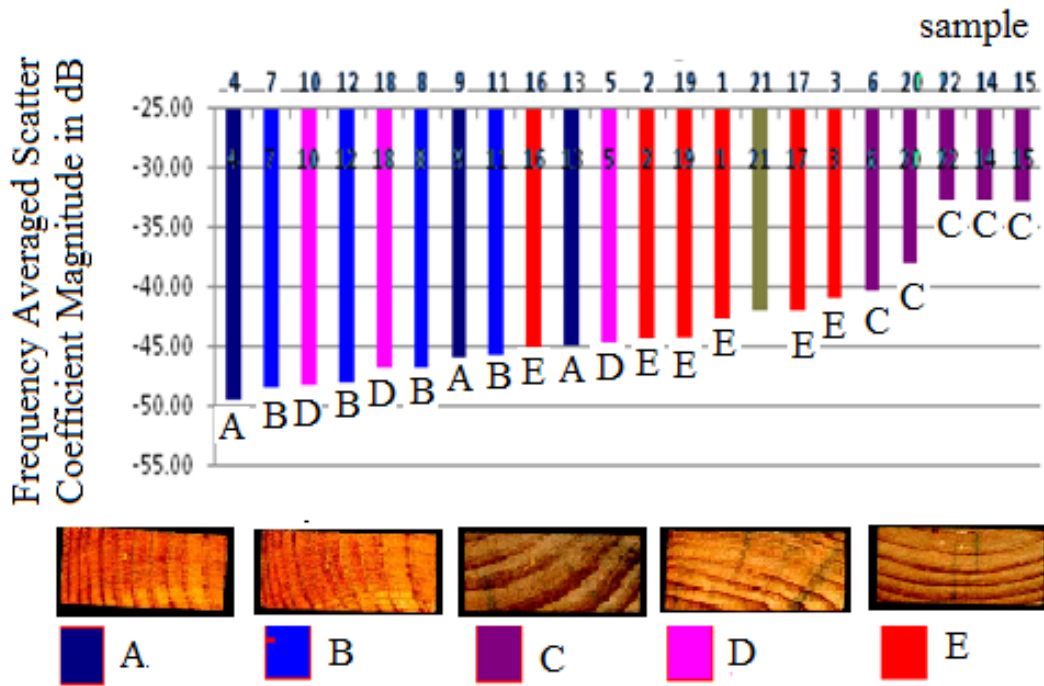 sample
Frequency Averaged Scatter
Coefficient Magnitude in dB
4 7 10 12 18 8 9 11 16 13 5 2 19 1 21 17 3 6 20 22 14 15
-25.00
4 7 10 12 18 8 9 11 16 13 5 2 19 1 21 17 3 6 20 22 14 15
-30.00
-35.00
-40.00
-45.00
-50.00
-55.00
A B D B D B A B E A D E E E E E C C C C C
A. B C D E